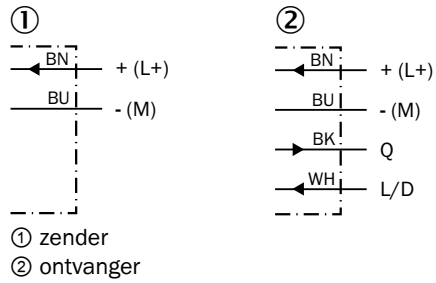 ①
BN + (L+)
BU - (M)
②
BN + (L+)
BU - (M)
BK Q
WH L/D
① zender
② ontvanger